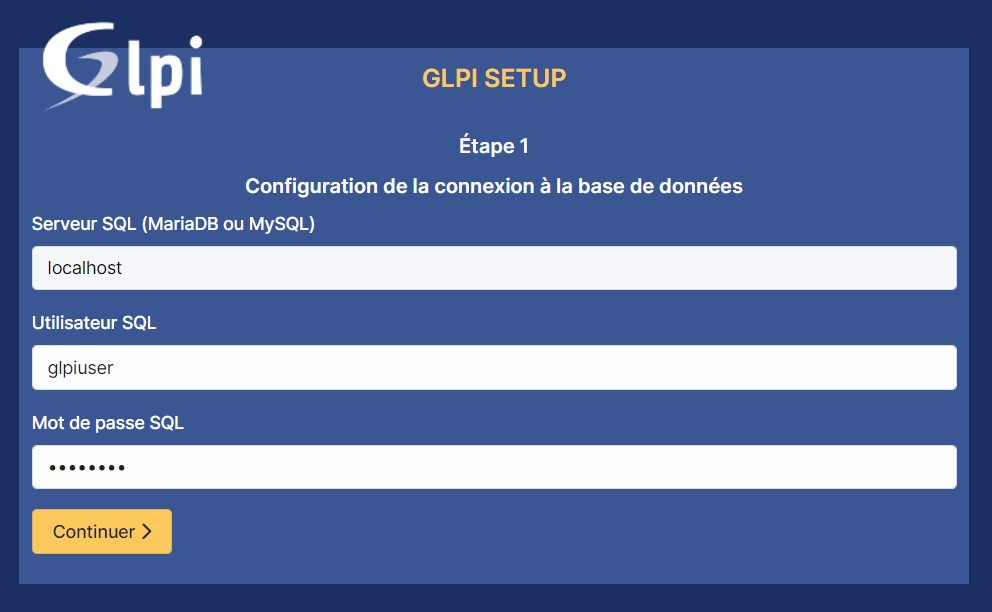 Glpi
GLPI SETUP
Étape 1
Configuration de la connexion à la base de données
Serveur SQL (MariaDB ou MySQL)
localhost
Utilisateur SQL
glpiuser
Mot de passe SQL
••••••••
Continuer